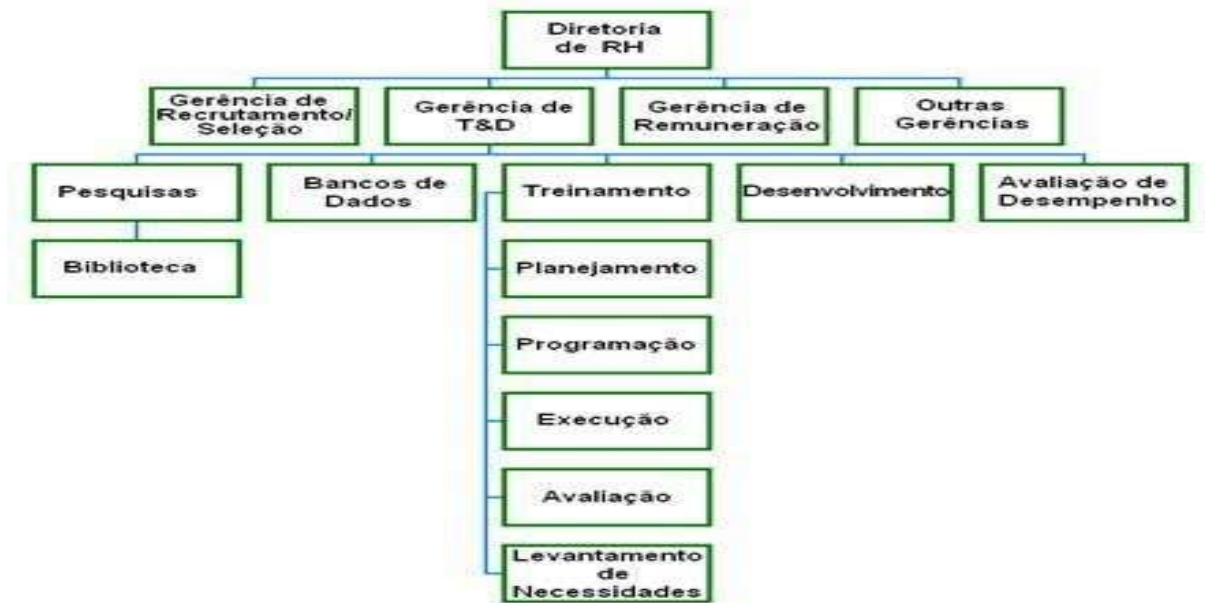 Diretoria
de RH
Gerência de
Recrutamento/
Seleção
Gerência de
T&D
Gerência de
Remuneração
Outras
Gerências
Pesquisas
Bancos de
Dados
Treinamento
Desenvolvimento
Avaliação de
Desempenho
Biblioteca
Planejamento
Programação
Execução
Avaliação
Levantamento
de
Necessidades